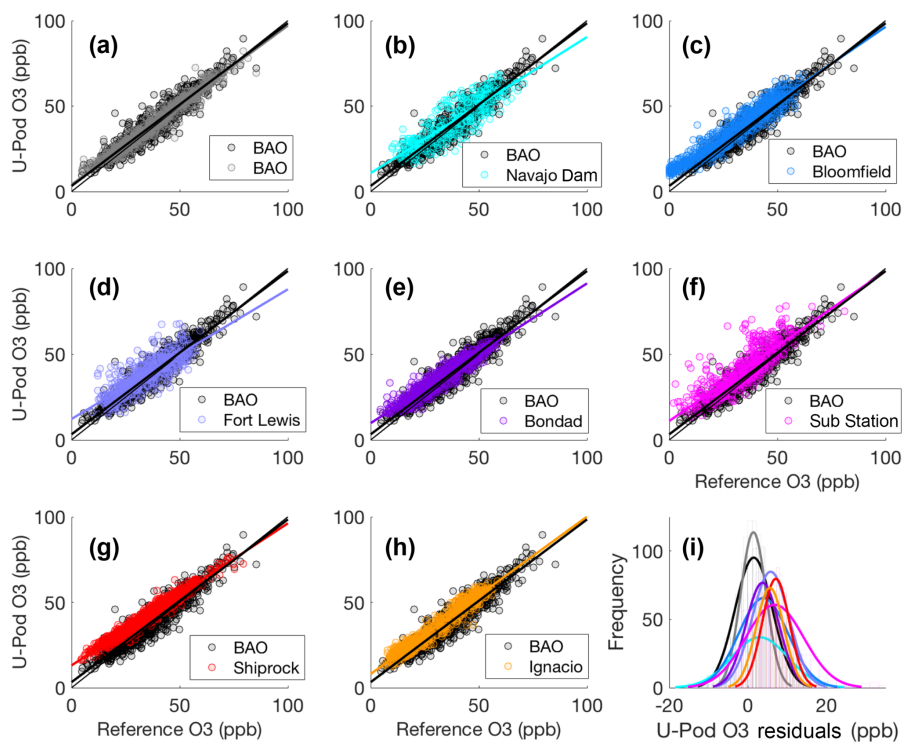 (a)
100
50
0
U-Pod O3 (ppb)
BAO
BAO
0 50 100
(b)
100
50
0
BAO
Navajo Dam
0 50 100
(c)
100
50
0
BAO
Bloomfield
0 50 100
(d)
100
50
0
U-Pod O3 (ppb)
BAO
Fort Lewis
0 50 100
(e)
100
50
0
BAO
Bondad
0 50 100
(f)
100
50
0
BAO
Sub Station
0 50 100
Reference O3 (ppb)
(g)
100
50
0
U-Pod O3 (ppb)
BAO
Shiprock
0 50 100
Reference O3 (ppb)
(h)
100
50
0
BAO
Ignacio
0 50 100
Reference O3 (ppb)
(i)
100
50
0
Frequency
-20 0 20
U-Pod O3 residuals (ppb)